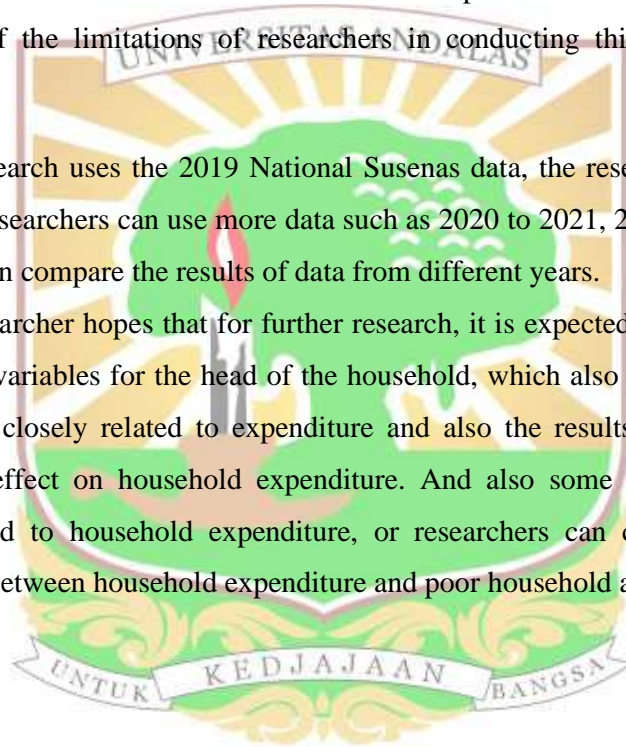 f the limitations of researchers in conducting thi
UNIVERSITAS ANDALAS
earch uses the 2019 National Susenas data, the rese
esearchers can use more data such as 2020 to 2021, 2
n compare the results of data from different years.
archer hopes that for further research, it is expected
variables for the head of the household, which also
closely related to expenditure and also the results
effect on household expenditure. And also some
d to household expenditure, or researchers can c
between household expenditure and poor household a
UNTUK KEDJAJAAN BANGSA